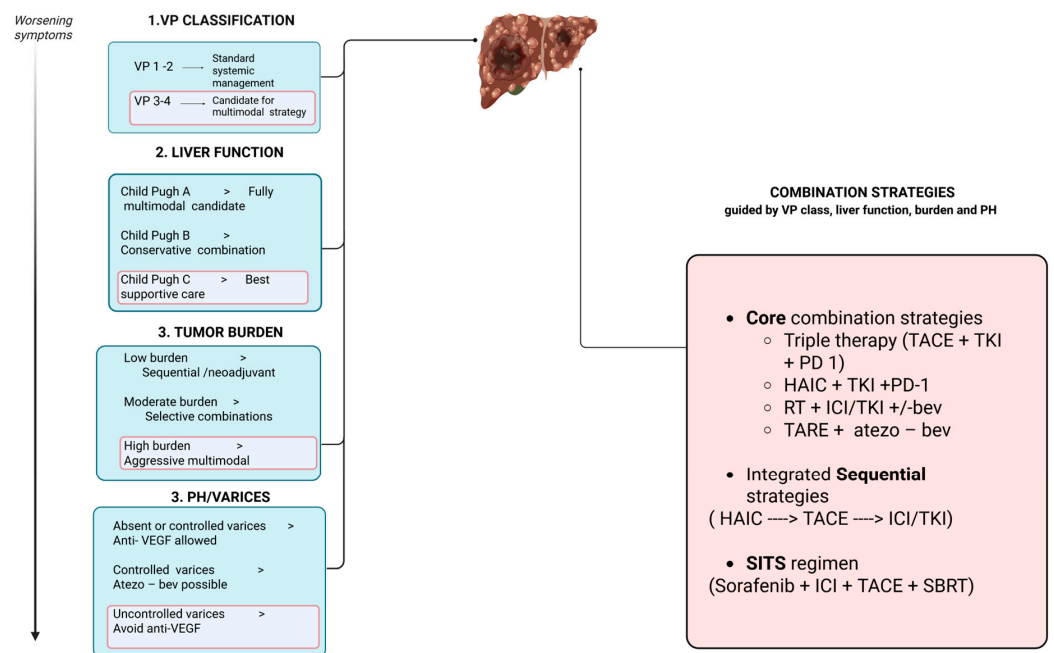 Worsening
symptoms
1.VP CLASSIFICATION
VP 1 -2 → Standard
systemic
management
VP 3-4 → Candidate for
multimodal strategy
2. LIVER FUNCTION
Child Pugh A > Fully
multimodal candidate
Child Pugh B >
Conservative combination
Child Pugh C > Best
supportive care
3. TUMOR BURDEN
Low burden >
Sequential /neoadjuvant
Moderate burden >
Selective combinations
High burden >
Aggressive multimodal
3. PH/VARICES
Absent or controlled varices >
Anti- VEGF allowed
Controlled varices >
Atezo – bev possible
Uncontrolled varices >
Avoid anti-VEGF
COMBINATION STRATEGIES
guided by VP class, liver function, burden and PH
• Core combination strategies
○ Triple therapy (TACE + TKI
+ PD 1)
○ HAIC + TKI +PD-1
○ RT + ICI/TKI +/-bev
○ TARE + atezo – bev
• Integrated Sequential
strategies
( HAIC ----> TACE ----> ICI/TKI)
• SITS regimen
(Sorafenib + ICI + TACE + SBRT)